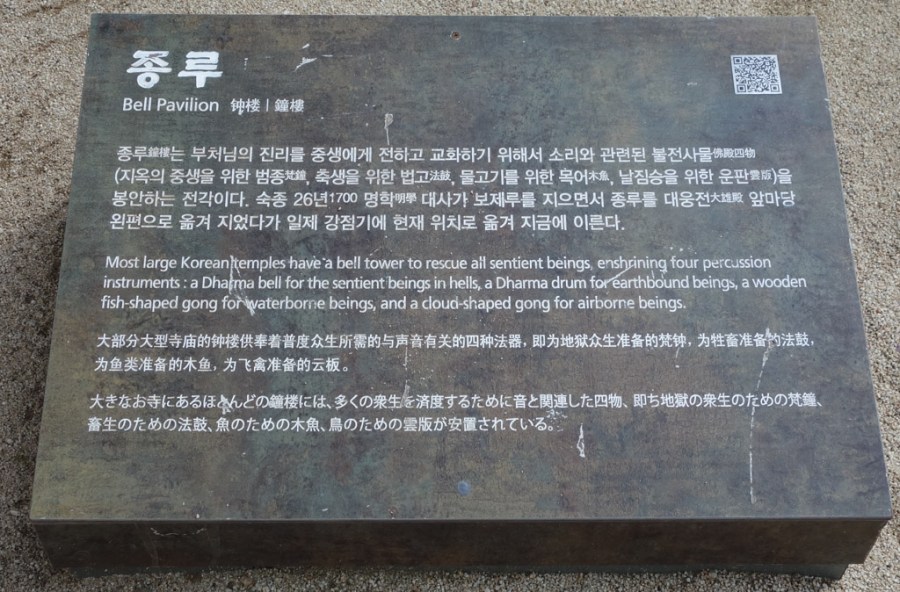 종루
Bell Pavilion 钟楼 | 鐘樓
종루鐘樓는 부처님의 진리를 중생에게 전하고 교화하기 위해서 소리와 관련된 불전사물佛殿四物
(지옥의 중생을 위한 범종梵鐘, 축생을 위한 법고法鼓, 물고기를 위한 목어木魚, 날짐승을 위한 운판雲版)을
봉안하는 전각이다. 숙종 26년1700 명학明學 대사가 보제루를 지으면서 종루를 대웅전大雄殿 앞마당
왼편으로 옮겨 지었다가 일제 강점기에 현재 위치로 옮겨 지금에 이른다.
Most large Korean temples have a bell tower to rescue all sentient beings, enshrining four percussion
instruments : a Dharma bell for the sentient beings in hells, a Dharma drum for earthbound beings, a wooden
fish-shaped gong for waterborne beings, and a cloud-shaped gong for airborne beings.
大部分大型寺庙的钟楼供奉着普度众生所需的与声音有关的四种法器，即为地狱众生准备的梵钟，为牲畜准备的法鼓，
为鱼类准备的木鱼，为飞禽准备的云板。
大きなお寺にあるほとんどの鐘楼には、多くの衆生を済度するために音と関連した四物、即ち地獄の衆生のための梵鐘、
畜生のための法鼓、魚のための木魚、鳥のための雲版が安置されている。